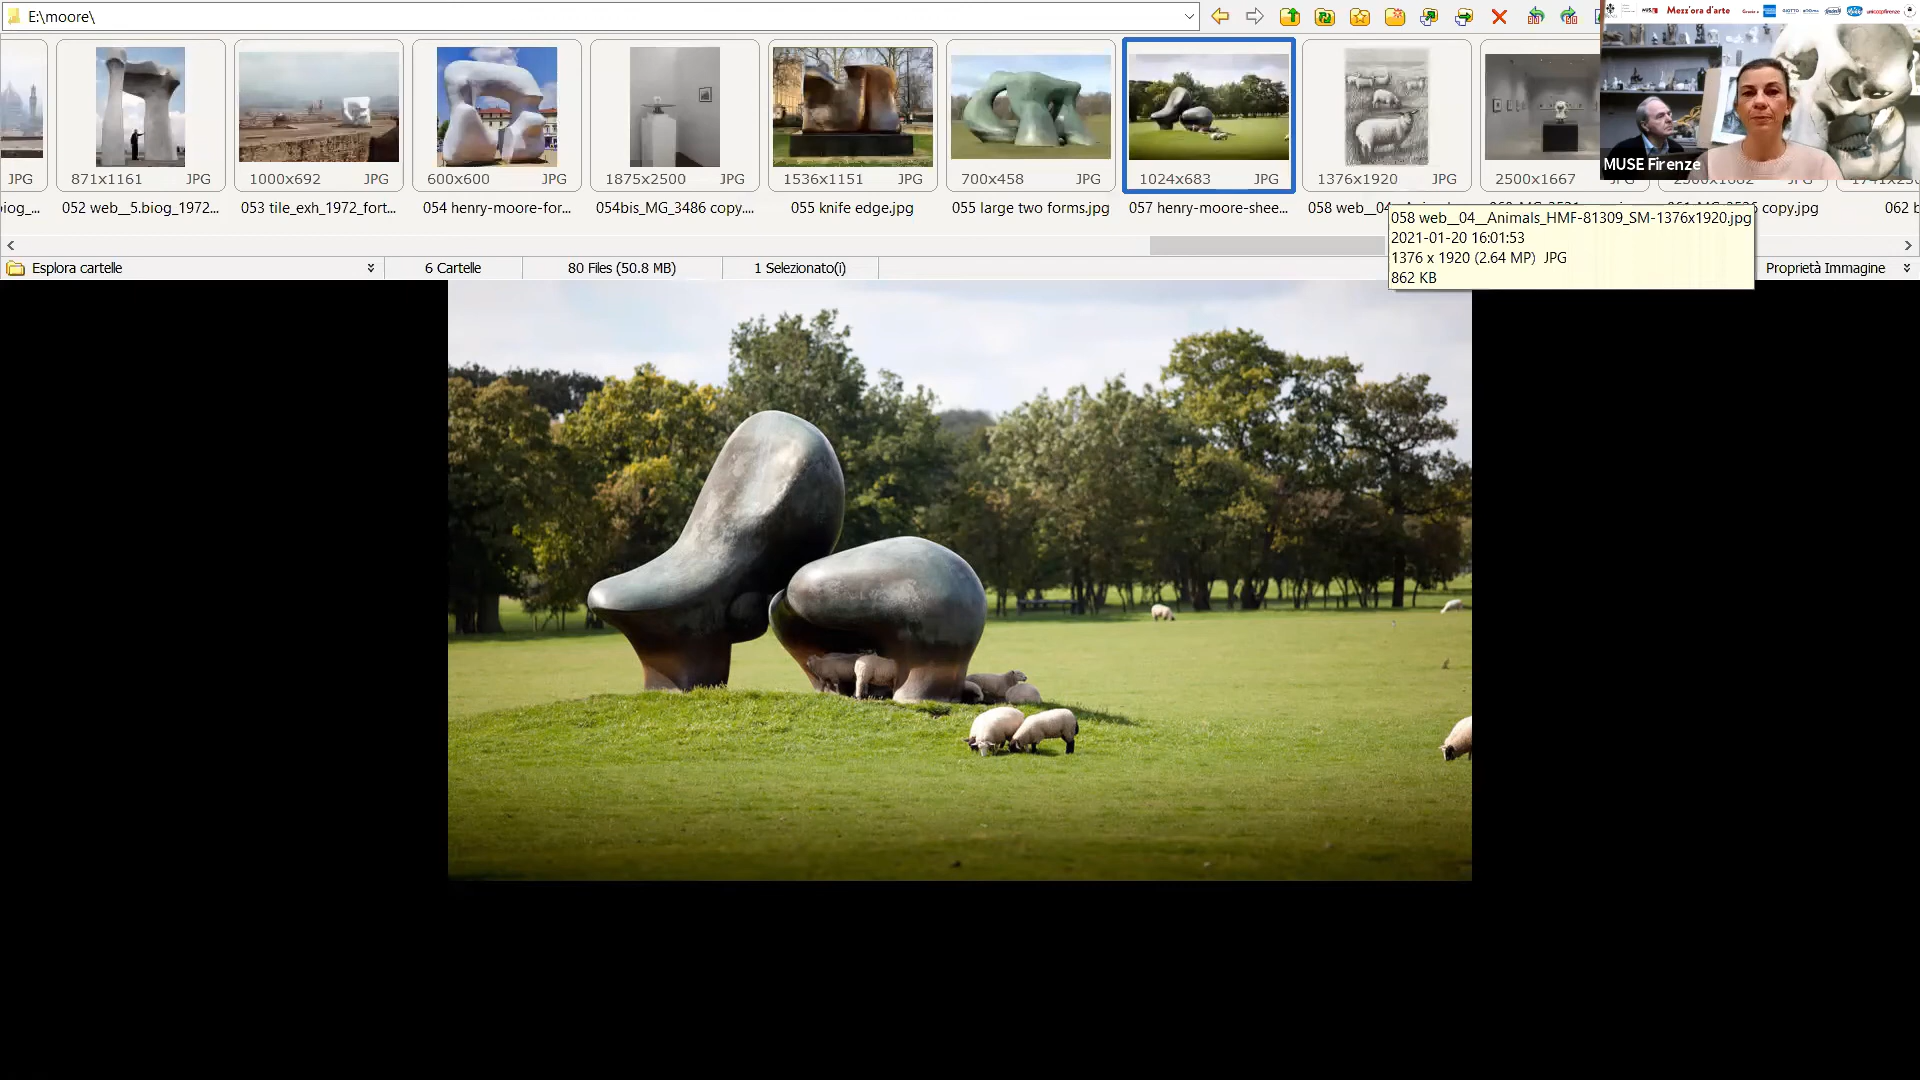 E:\moore\
Mezz'ora d'arte
MUSE Firenze
JPG
871x1161 JPG
1000x692 JPG
600x600 JPG
1875x2500 JPG
1536x1151 JPG
700x458 JPG
1024x683 JPG
1376x1920 JPG
2500x1667
biog_...
052 web__5.biog_1972...
053 tile_exh_1972_fort...
054 henry-moore-for...
054bis_MG_3486 copy....
055 knife edge.jpg
055 large two forms.jpg
057 henry-moore-shee...
copy.jpg
062 b
058 web__04__Animals_HMF-81309_SM-1376x1920.jpg
2021-01-20 16:01:53
1376 x 1920 (2.64 MP) JPG
862 KB
Esplora cartelle
6 Cartelle
80 Files (50.8 MB)
1 Selezionato(i)
Proprietà Immagine